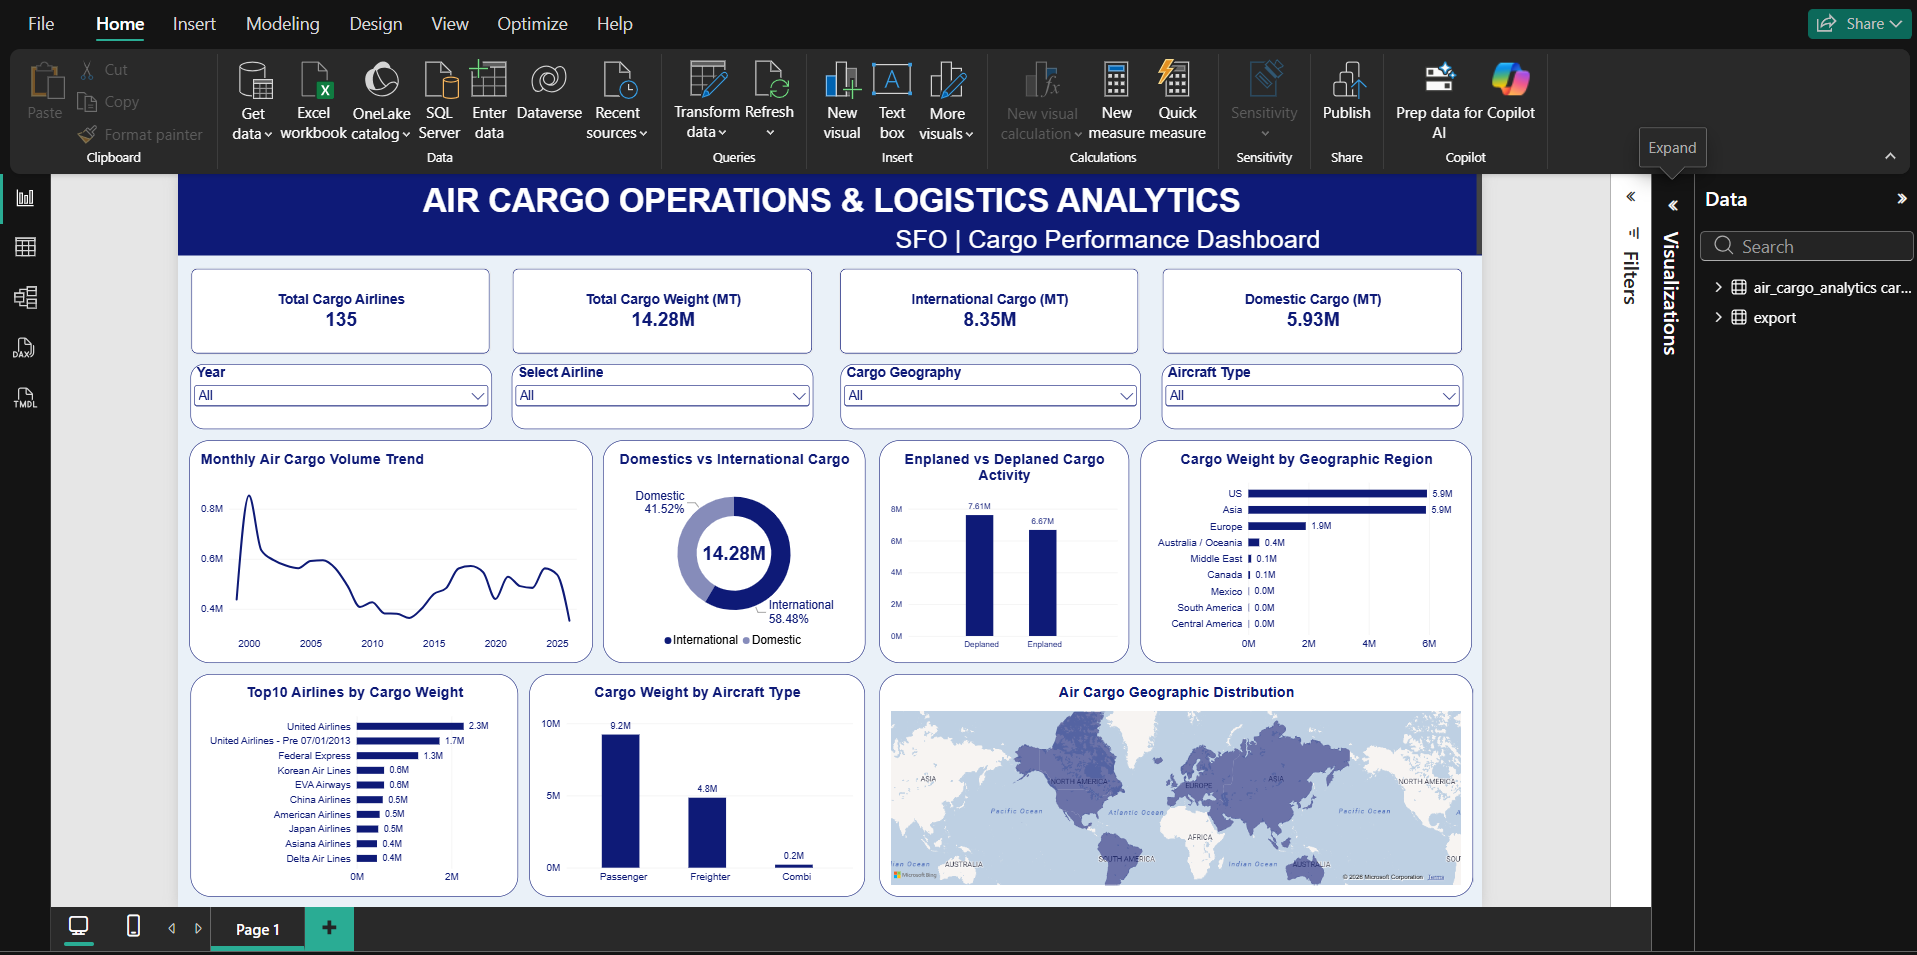 File
Home
Insert
Modeling
Design
View
Optimize
Help
Share
Paste
Cut
Copy
Format painter
Clipboard
Get data
Excel workbook
OneLake catalog
SQL Server
Enter data
Dataverse
Recent sources
Data
Transform data
Refresh
Queries
New visual
Text box
More visuals
Insert
New visual calculation
New measure
Quick measure
Calculations
Sensitivity
Sensitivity
Publish
Share
Prep data for AI
Copilot
Copilot
Expand
AIR CARGO OPERATIONS & LOGISTICS ANALYTICS
SFO | Cargo Performance Dashboard
Total Cargo Airlines
135
Total Cargo Weight (MT)
14.28M
International Cargo (MT)
8.35M
Domestic Cargo (MT)
5.93M
Year
All
Select Airline
All
Cargo Geography
All
Aircraft Type
All
Monthly Air Cargo Volume Trend
0.8M
0.6M
0.4M
2000 2005 2010 2015 2020 2025
Domestics vs International Cargo
Domestic
41.52%
14.28M
International
58.48%
International Domestic
Enplaned vs Deplaned Cargo
Activity
8M
6M
4M
2M
0M
7.61M
6.67M
Deplaned Enplaned
Cargo Weight by Geographic Region
US 5.9M
Asia 5.9M
Europe 1.9M
Australia / Oceania 0.4M
Middle East 0.1M
Canada 0.1M
Mexico 0.0M
South America 0.0M
Central America 0.0M
0M 2M 4M 6M
Top10 Airlines by Cargo Weight
United Airlines 2.3M
United Airlines - Pre 07/01/2013 1.7M
Federal Express 1.3M
Korean Air Lines 0.6M
EVA Airways 0.6M
China Airlines 0.5M
American Airlines 0.5M
Japan Airlines 0.5M
Asiana Airlines 0.4M
Delta Air Lines 0.4M
0M 2M
Cargo Weight by Aircraft Type
10M
5M
0M
9.2M
4.8M
0.2M
Passenger Freighter Combi
Air Cargo Geographic Distribution
ASIA
NORTH AMERICA
EUROPE
ASIA
NORTH AMERICA
Pacific Ocean
Atlantic Ocean
Pacific Ocean
A
AFRICA
SOUTH AMERICA
SOU
ian Ocean
AUSTRALIA
Indian Ocean
AUSTRALIA
Microsoft Bing
© 2026 Microsoft Corporation Terms
Filters
Visualizations
Data
Search
air_cargo_analytics car...
export
DAX
TMDL
Page 1